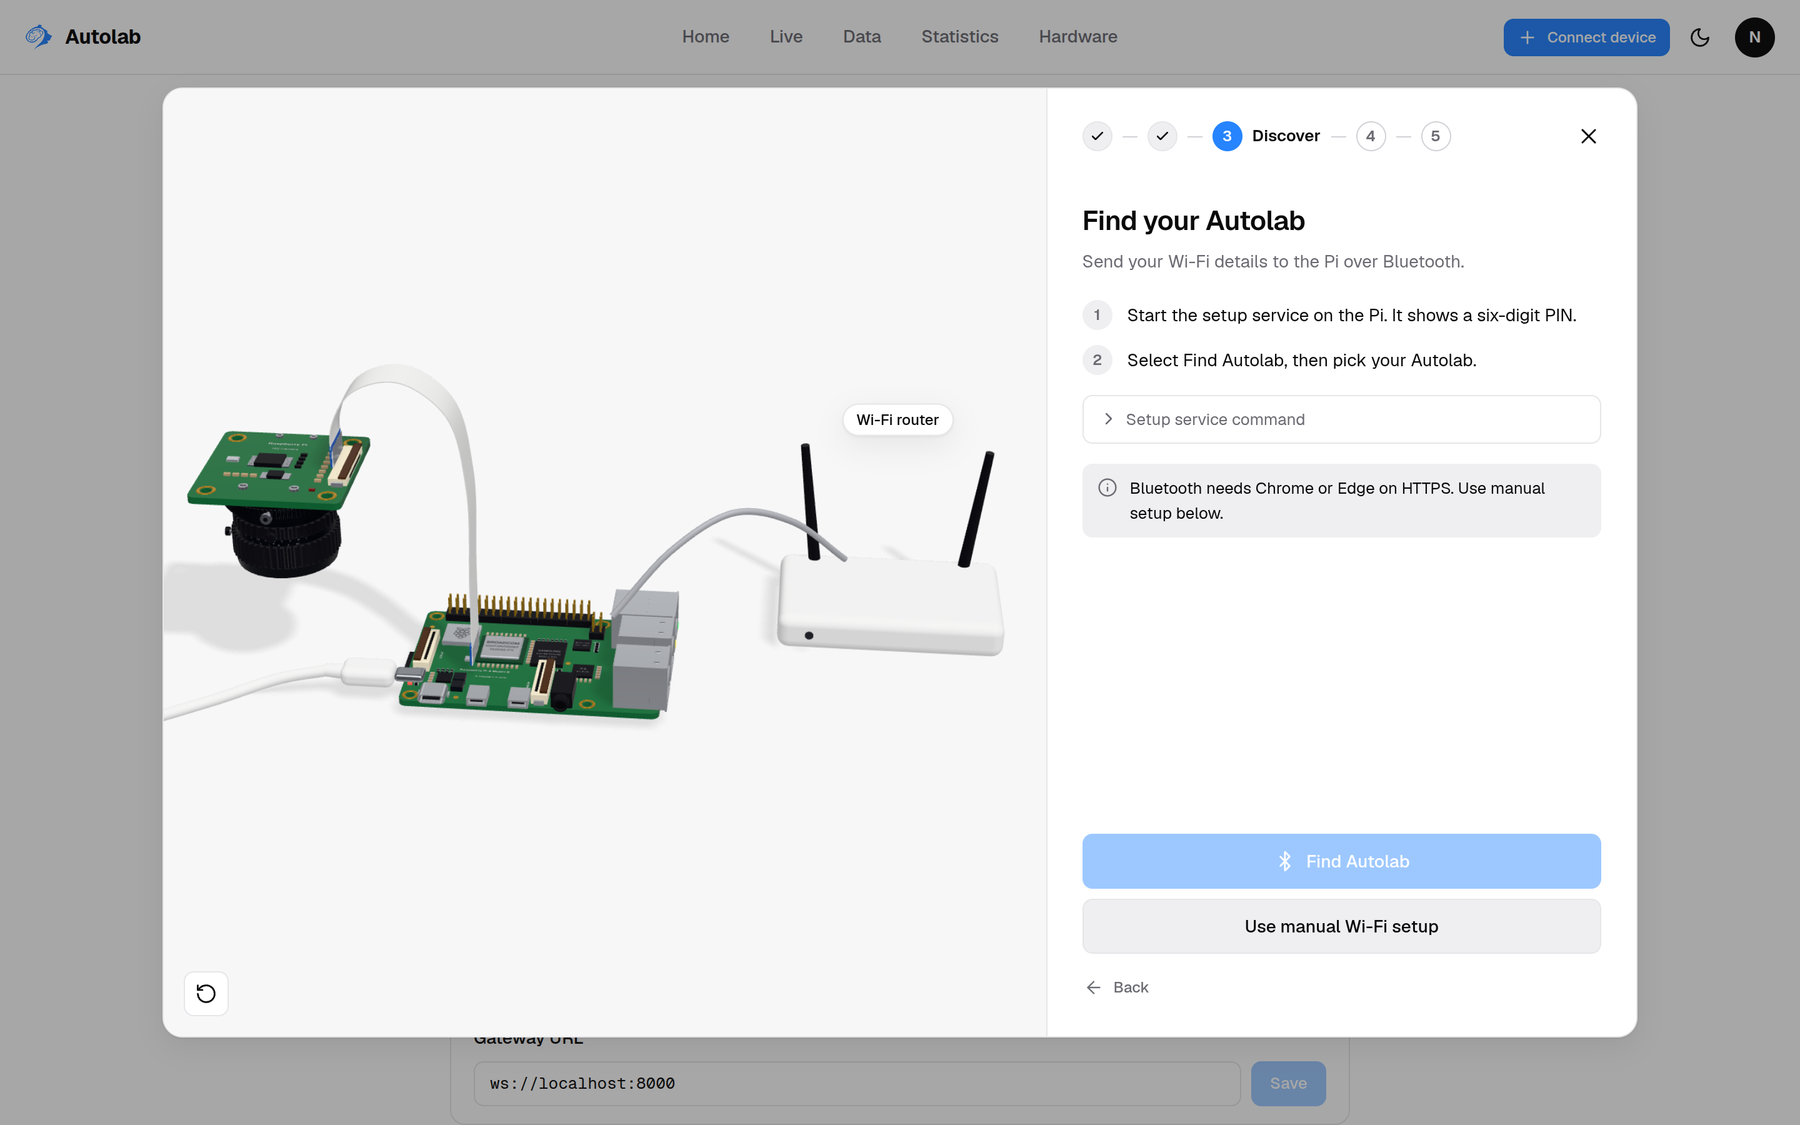 Autolab
Home
Live
Data
Statistics
Hardware
Connect device
N
3
Discover
4
5
Find your Autolab
Send your Wi-Fi details to the Pi over Bluetooth.
1
Start the setup service on the Pi. It shows a six-digit PIN.
2
Select Find Autolab, then pick your Autolab.
Setup service command
Bluetooth needs Chrome or Edge on HTTPS. Use manual
setup below.
Wi-Fi router
Find Autolab
Use manual Wi-Fi setup
Back
Gateway URL
ws://localhost:8000
Save